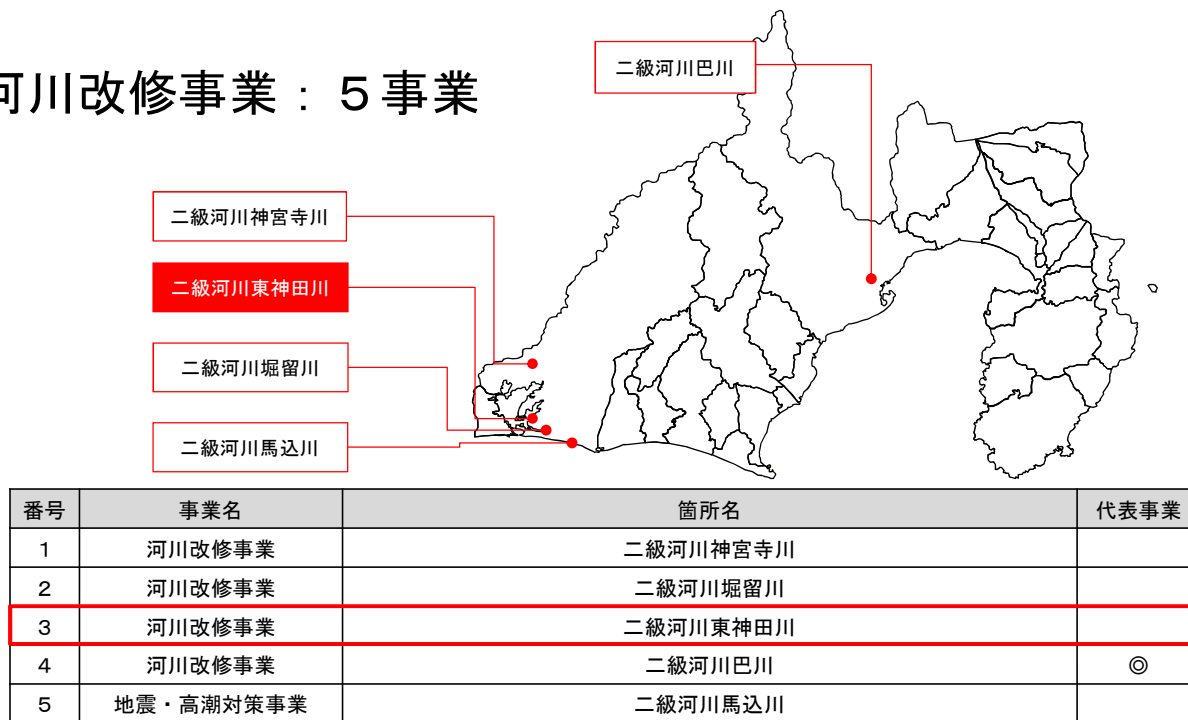 河川改修事業：５事業
二級河川巴川
二級河川神宮寺川
二級河川東神田川
二級河川堀留川
二級河川馬込川
番号 事業名 箇所名 代表事業
1 河川改修事業 二級河川神宮寺川
2 河川改修事業 二級河川堀留川
3 河川改修事業 二級河川東神田川
4 河川改修事業 二級河川巴川 ◎
5 地震・高潮対策事業 二級河川馬込川